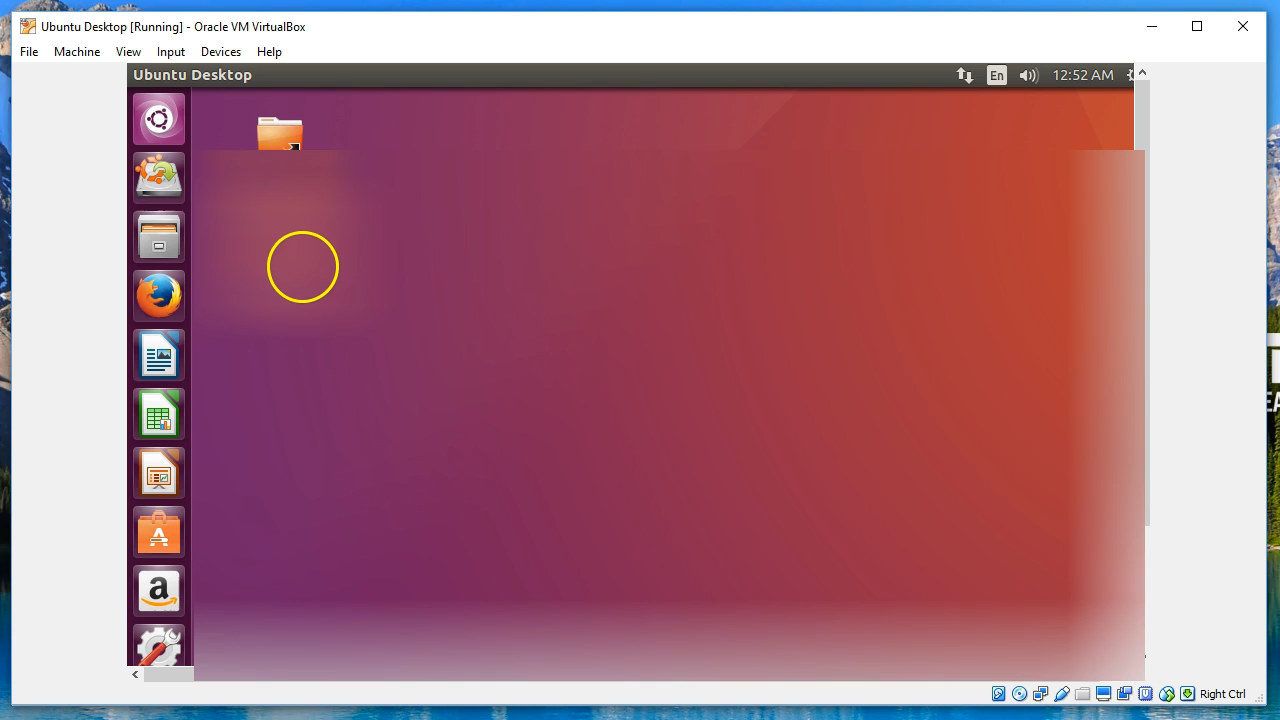 Ubuntu Desktop [Running] - Oracle VM VirtualBox
File Machine View Input Devices Help
Ubuntu Desktop
En 12:52 AM
A
a
EA
Right Ctrl